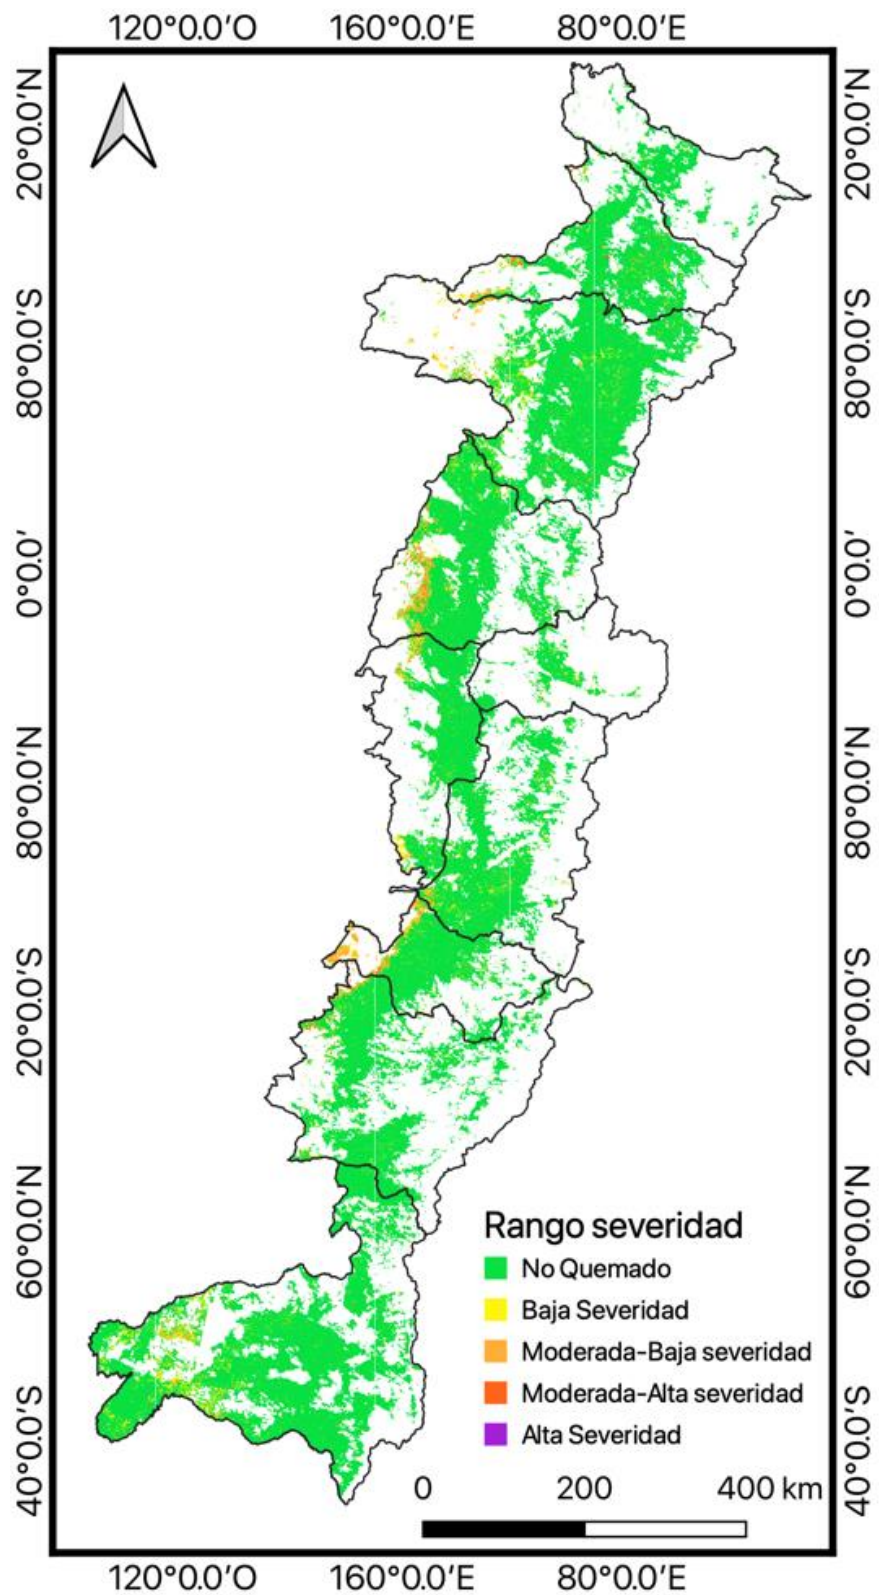 120°0.0'O 160°0.0'E 80°0.0'E
20°0.0'N 20°0.0'N
80°0.0'S 80°0.0'S
0°0.0' 0°0.0'
80°0.0'N 80°0.0'N
20°0.0'S 20°0.0'S
60°0.0'N 60°0.0'N
40°0.0'S 40°0.0'S
Rango severidad
No Quemado
Baja Severidad
Moderada-Baja severidad
Moderada-Alta severidad
Alta Severidad
0 200 400 km
120°0.0'O 160°0.0'E 80°0.0'E